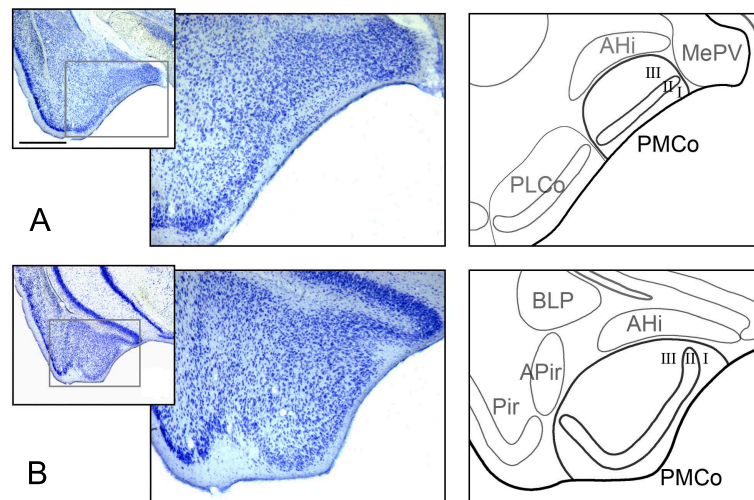 AHi
MePV
III
II
I
PMCo
PLCo
A
BLP
AHi
III II I
APir
Pir
PMCo
B